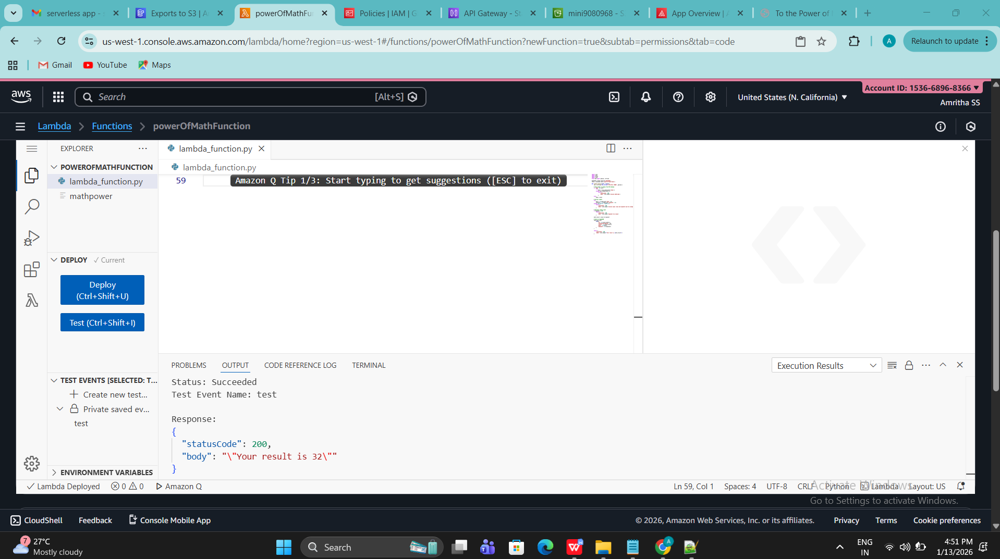 serverless app -
Exports to S3 | A
powerOfMathFu
Policies | IAM | G
API Gateway - St
mini9080968 - S
App Overview |
To the Power of
us-west-1.console.aws.amazon.com/lambda/home?region=us-west-1#/functions/powerOfMathFunction?newFunction=true&subtab=permissions&tab=code
A
Relaunch to update
Gmail
YouTube
Maps
aws
Search
[Alt+S]
United States (N. California)
Account ID: 1536-6896-8366
Amritha SS
Lambda
Functions
powerOfMathFunction
EXPLORER
POWEROFMATHFUNCTION
lambda_function.py
mathpower
lambda_function.py
lambda_function.py
59
Amazon Q Tip 1/3: Start typing to get suggestions ([ESC] to exit)
DEPLOY
Current
Deploy
(Ctrl+Shift+U)
Test (Ctrl+Shift+I)
TEST EVENTS [SELECTED: T...
Create new test...
Private saved ev...
test
ENVIRONMENT VARIABLES
PROBLEMS
OUTPUT
CODE REFERENCE LOG
TERMINAL
Execution Results
Status: Succeeded
Test Event Name: test
Response:
{
"statusCode": 200,
"body": "\"Your result is 32\""
}
Lambda Deployed
0
0
Amazon Q
Ln 59, Col 1
Spaces: 4
UTF-8
CRLF
Python
Lambda
Layout: US
Activate Windows
Go to Settings to activate Windows.
CloudShell
Feedback
Console Mobile App
© 2026, Amazon Web Services, Inc. or its affiliates.
Privacy
Terms
Cookie preferences
7
27°C
Mostly cloudy
Search
A
ENG
IN
4:51 PM
1/13/2026